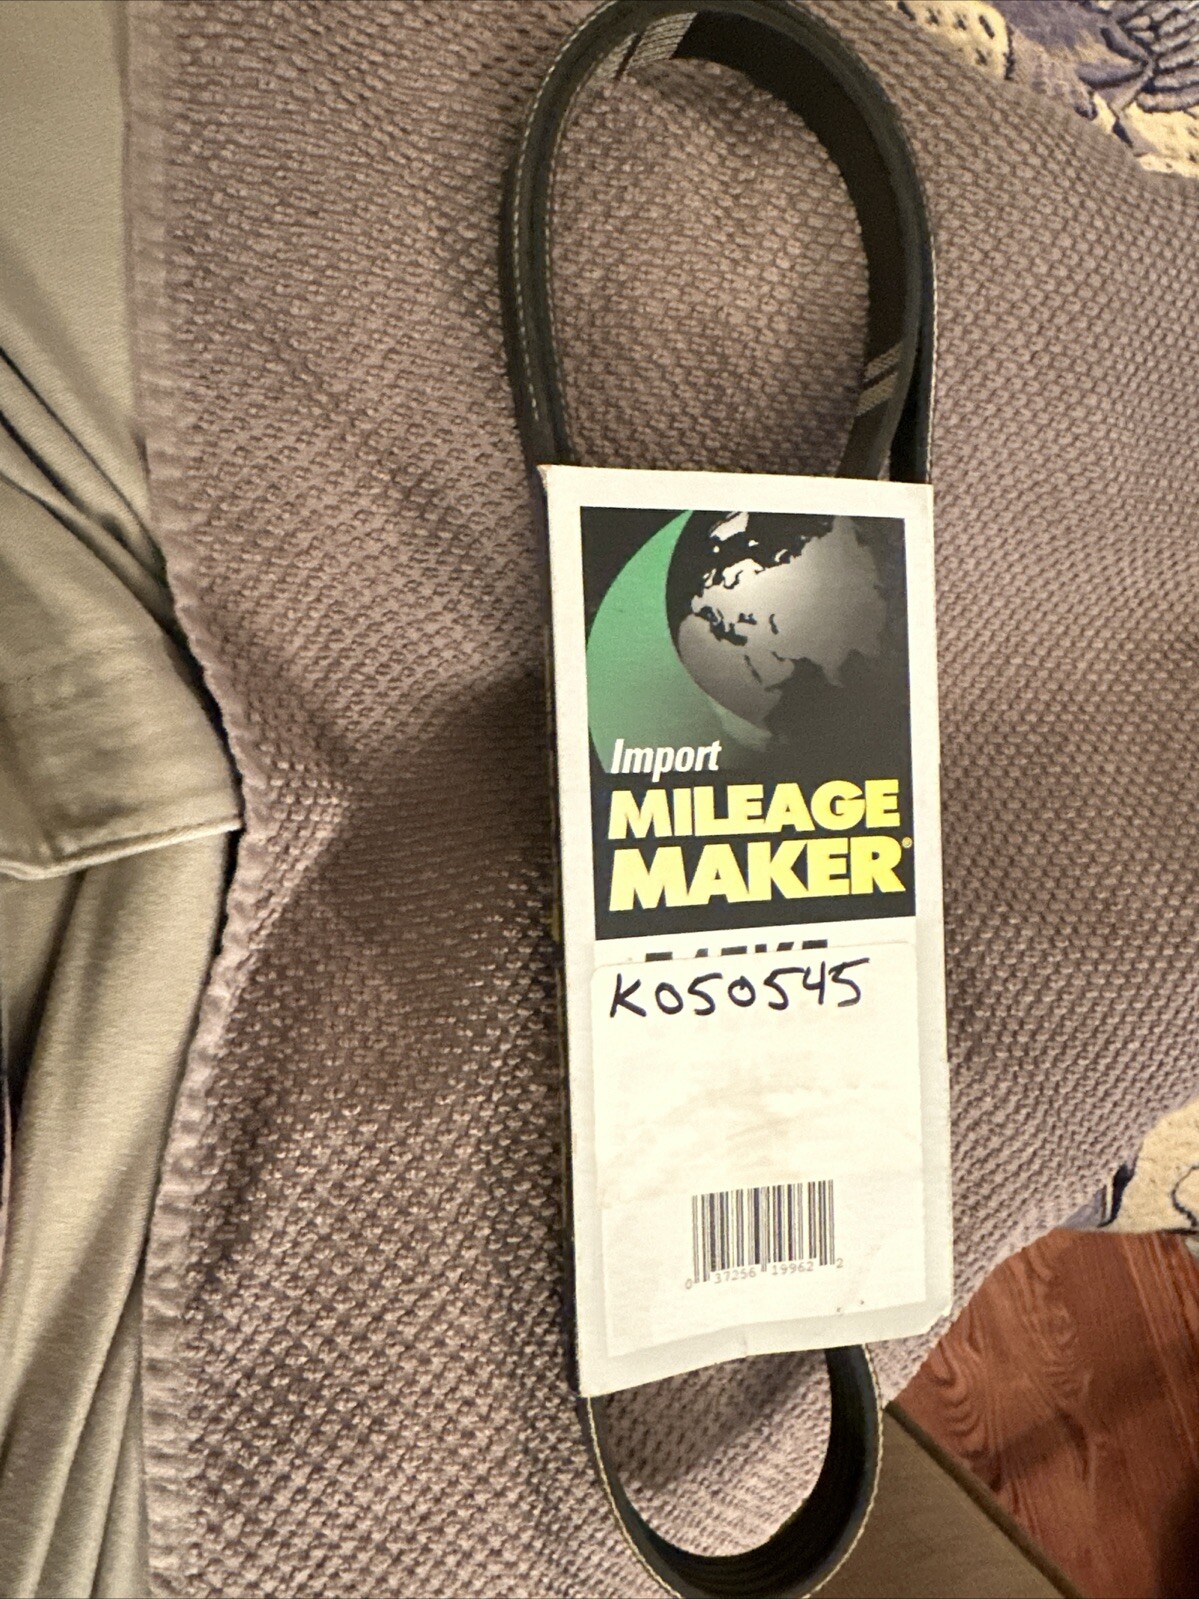 Import
MILEAGE
MAKER®
K050545
0 37256 19962 2